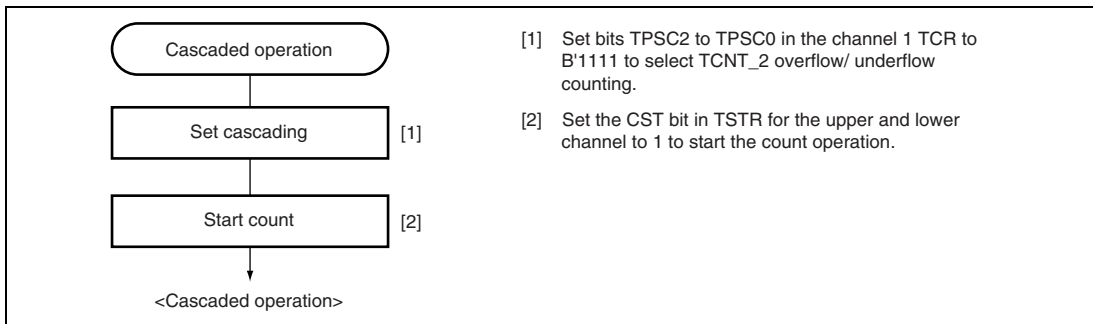 Cascaded operation
Set cascading
[1]
Start count
[2]
<Cascaded operation>
[1] Set bits TPSC2 to TPSC0 in the channel 1 TCR to
B'1111 to select TCNT_2 overflow/ underflow
counting.
[2] Set the CST bit in TSTR for the upper and lower
channel to 1 to start the count operation.